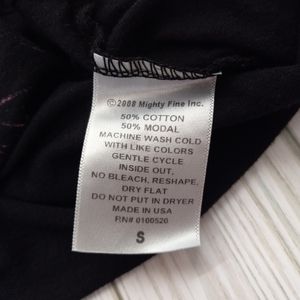 ©2008 Mighty Fine Inc.
50% COTTON
50% MODAL
MACHINE WASH COLD
WITH LIKE COLORS
GENTLE CYCLE
INSIDE OUT,
NO BLEACH, RESHAPE,
DRY FLAT
DO NOT PUT IN DRYER
MADE IN USA
RN# 0100520
S